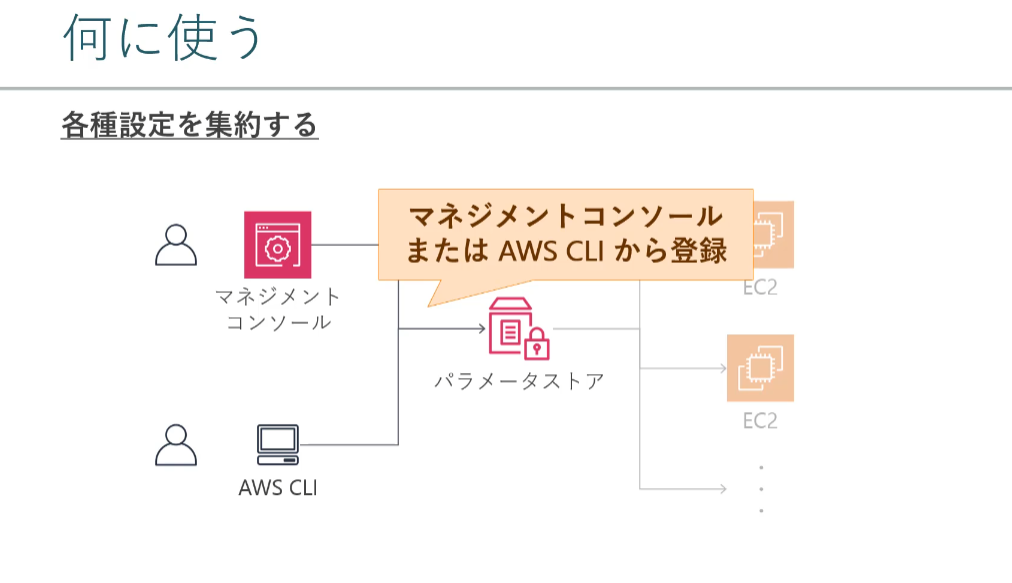 何に使う
各種設定を集約する
マネジメントコンソール
または AWS CLI から登録
マネジメント
コンソール
パラメータストア
AWS CLI
EC2
EC2